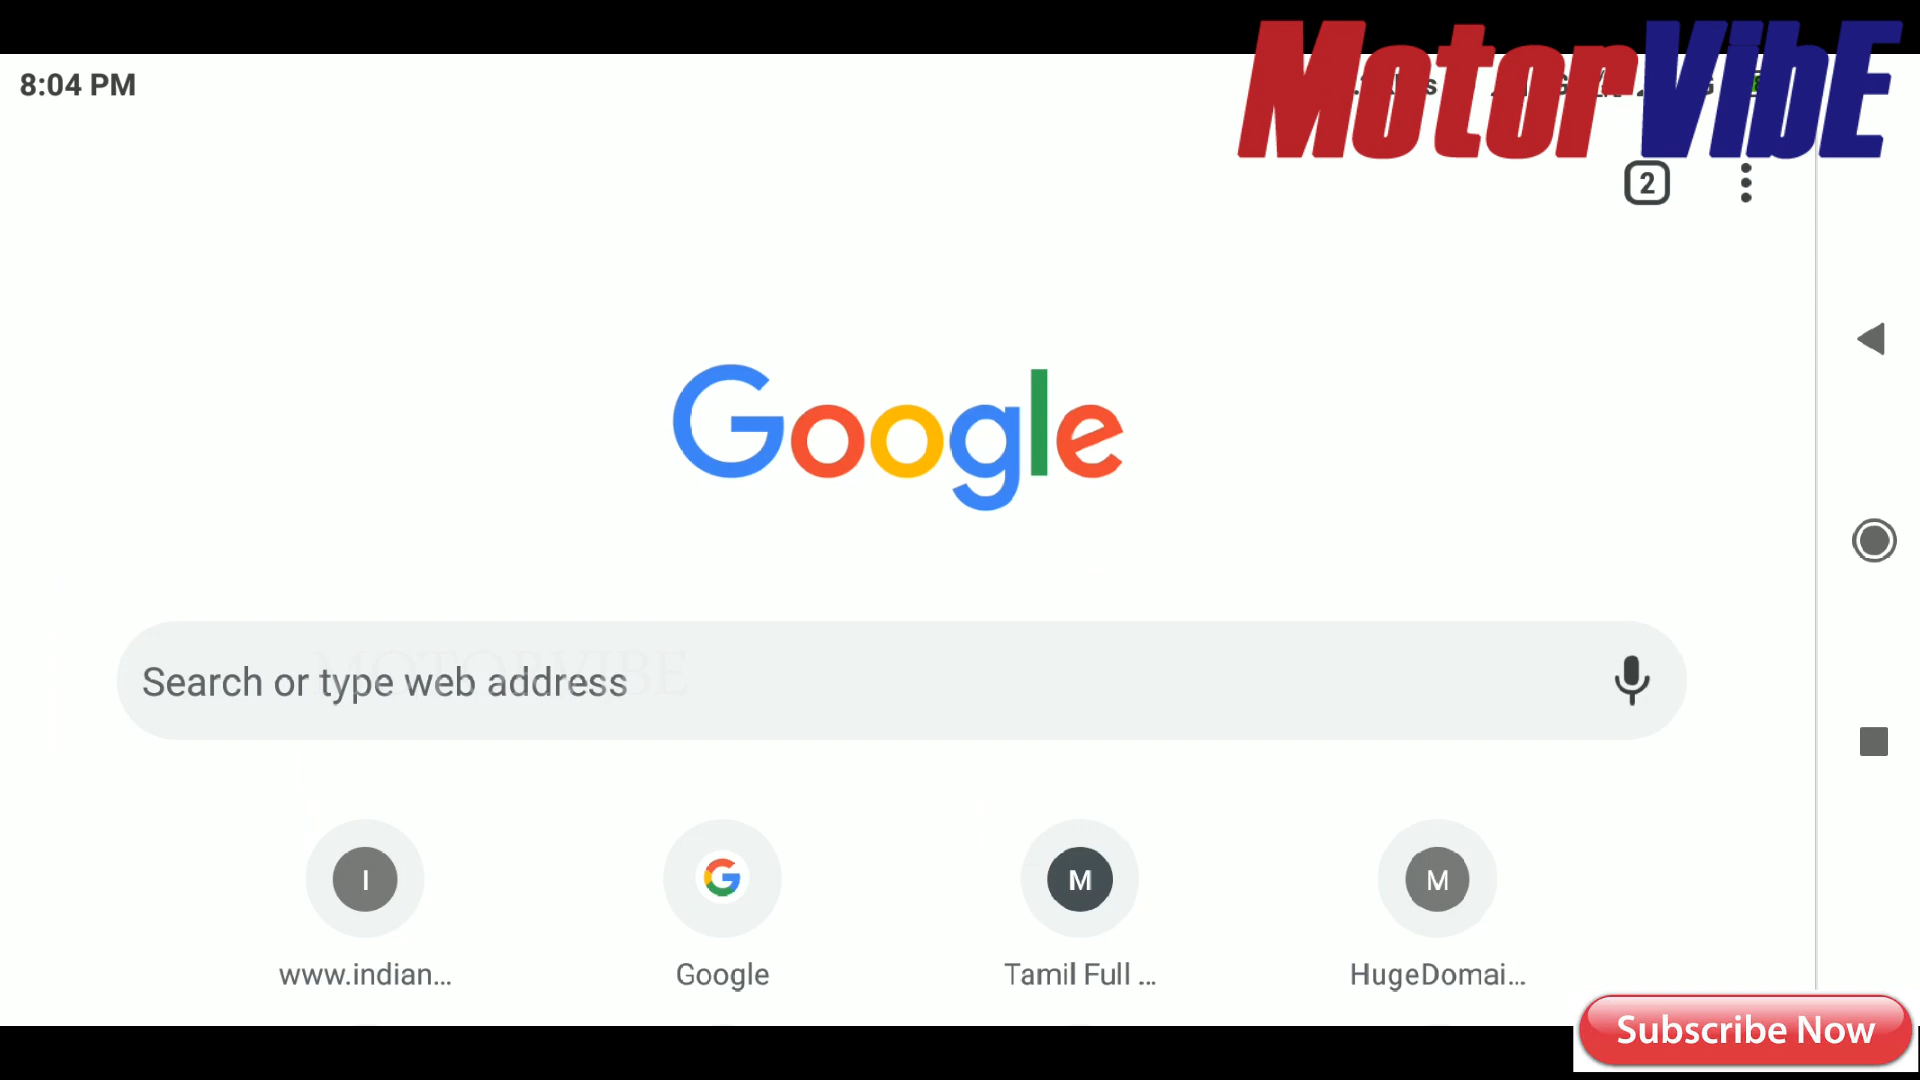 MotorVibE
8:04 PM
2
Google
MOTORVIBE
Search or type web address
I
M
M
www.indian...
Google
Tamil Full ...
HugeDomai...
Subscribe Now